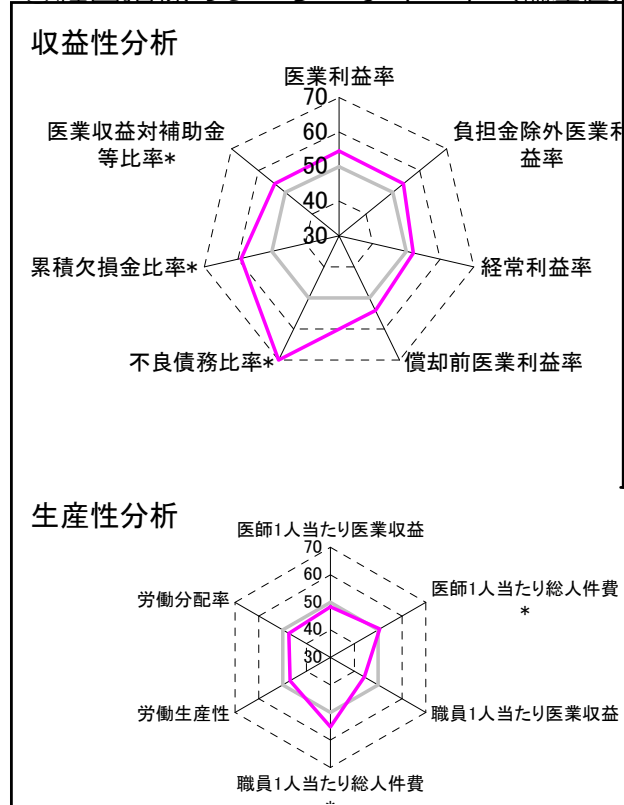 収益性分析
医業利益率
70
60
50
40
30
負担金除外医業利
益率
経常利益率
償却前医業利益率
不良債務比率*
累積欠損金比率*
医業収益対補助金
等比率*
生産性分析
医師1人当たり医業収益
70
60
50
40
30
医師1人当たり総人件費
*
職員1人当たり医業収益
職員1人当たり総人件費
労働生産性
労働分配率